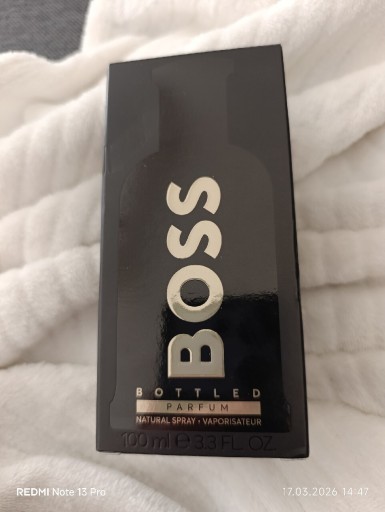 BOSS
BOTTLED
PARFUM
NATURAL SPRAY • VAPORISATEUR
100 ml ℮ 3.3 FL. OZ.
REDMI Note 13 Pro
17.03.2026 14:47